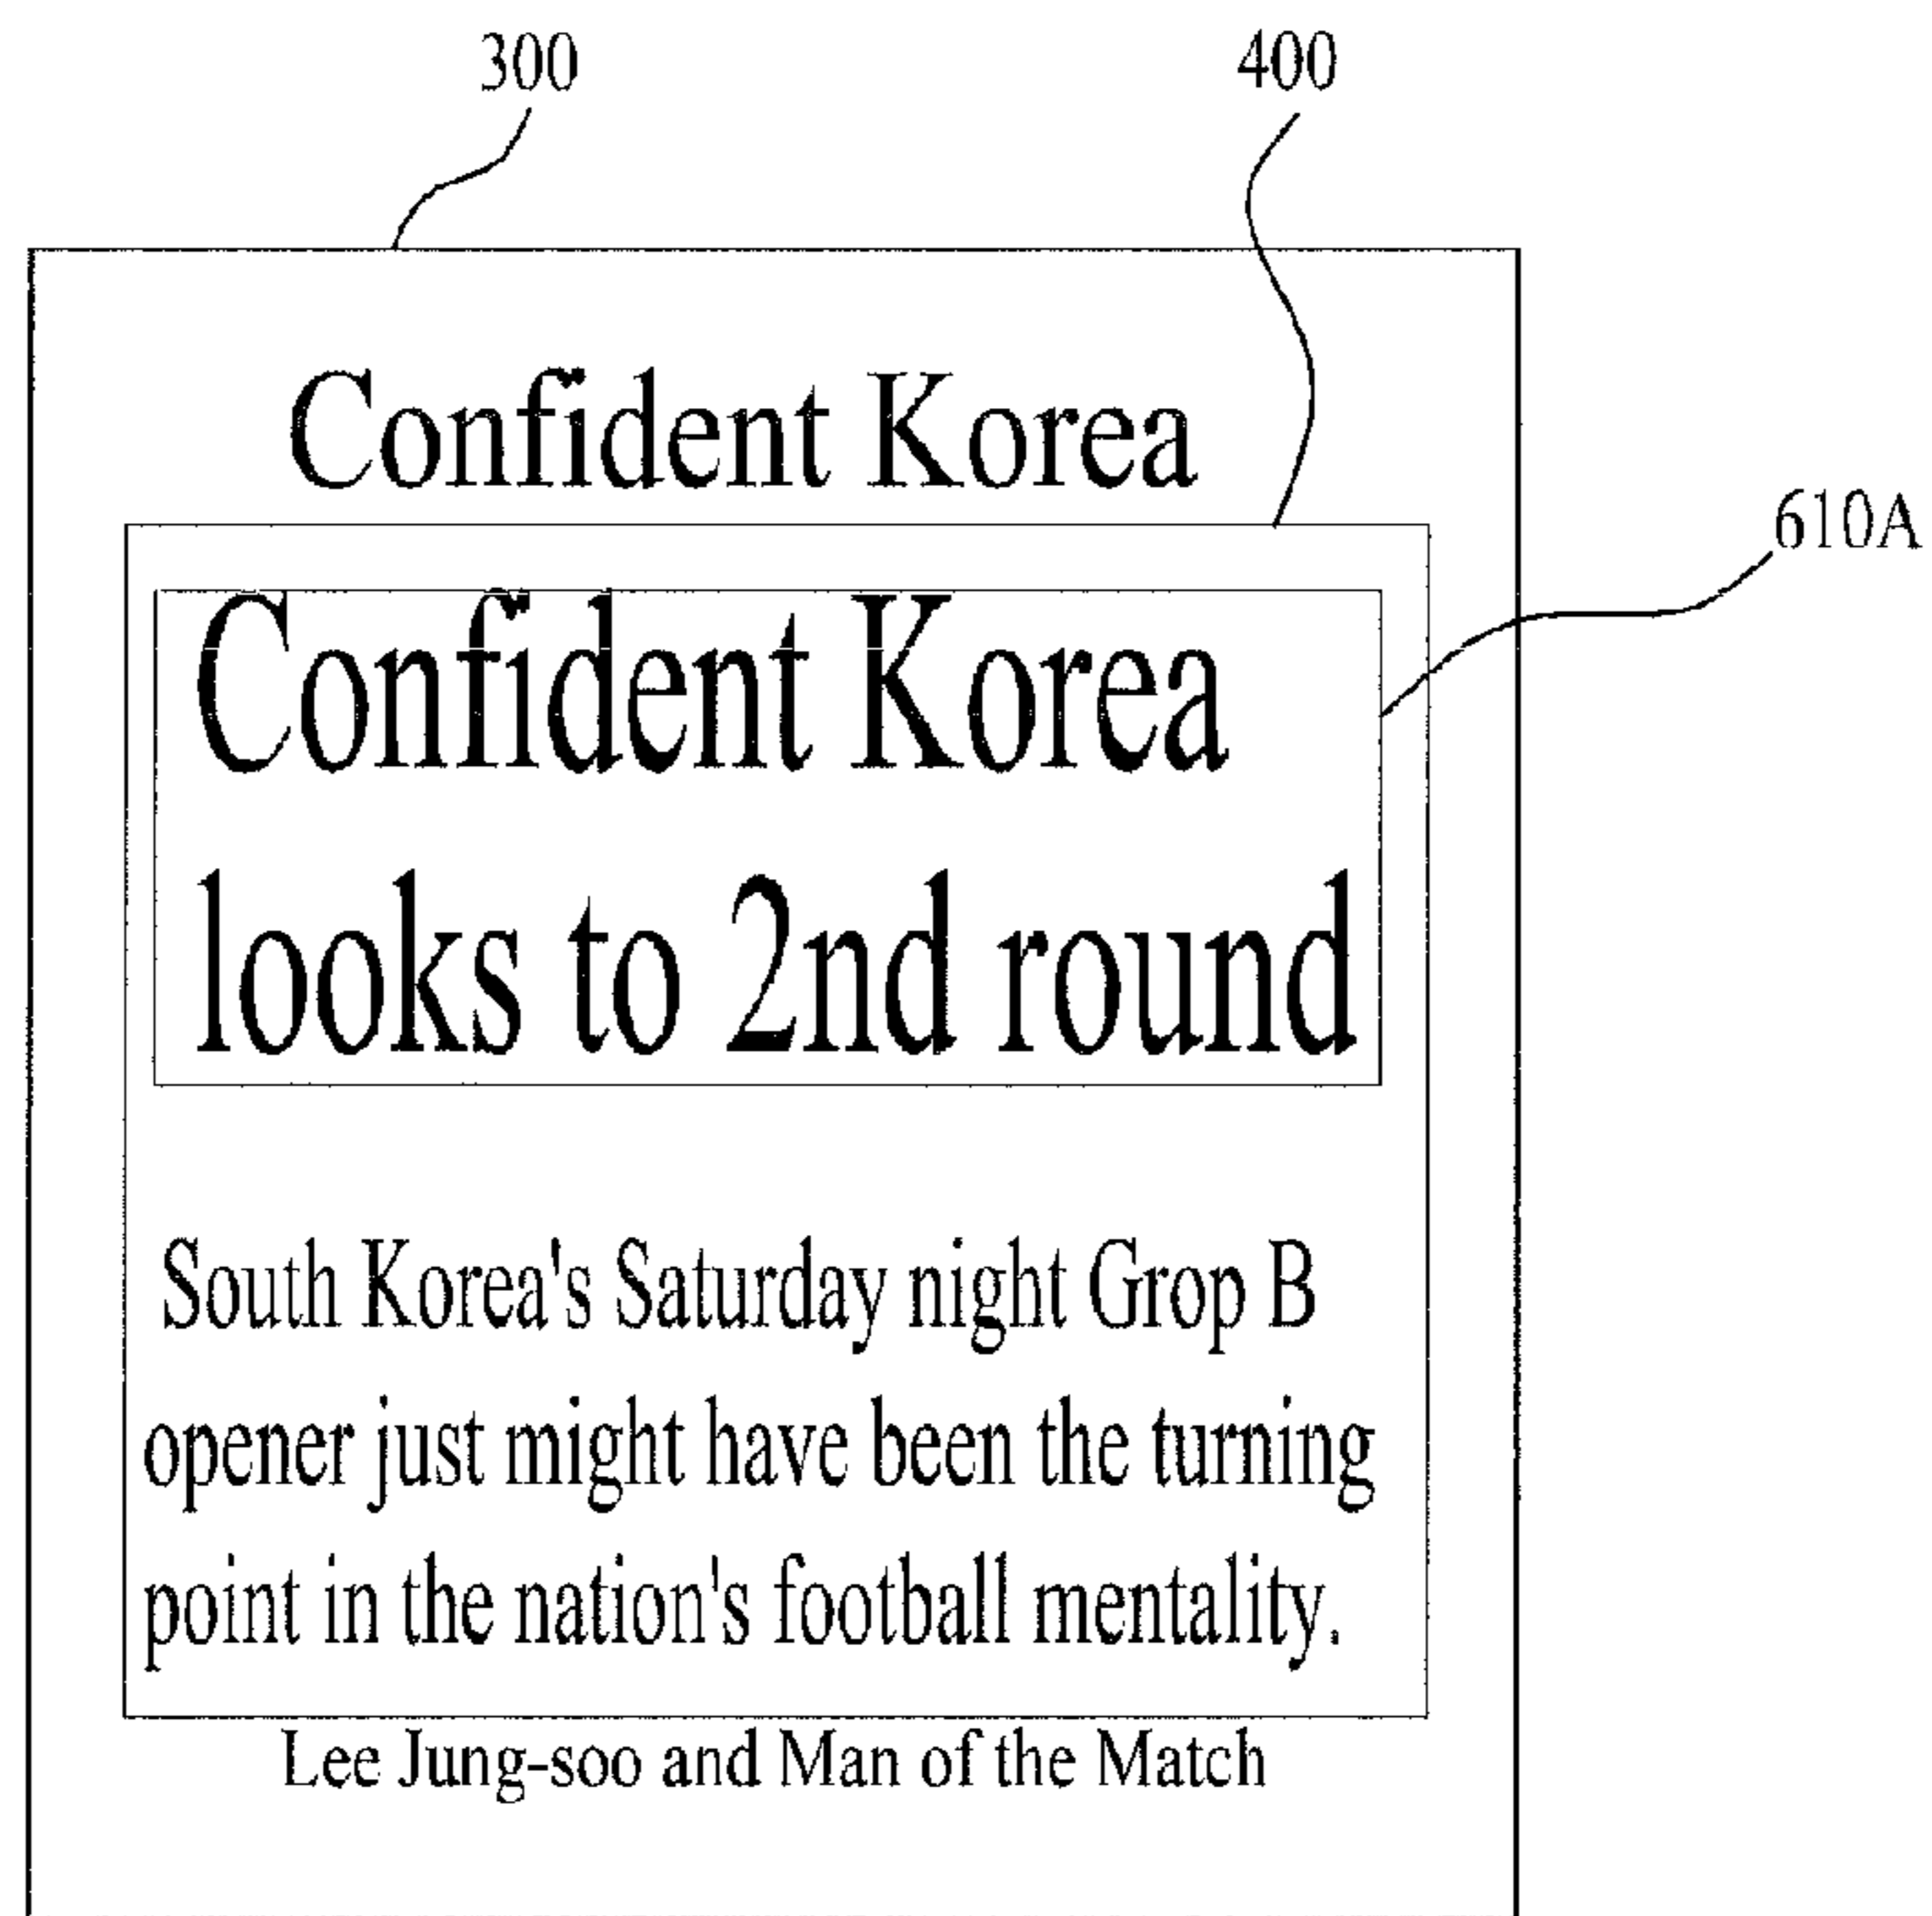 300
400
Confident Korea
610A
Confident Korea
looks to 2nd round
South Korea's Saturday night Grop B
opener just might have been the turning
point in the nation's football mentality.
Lee Jung-soo and Man of the Match